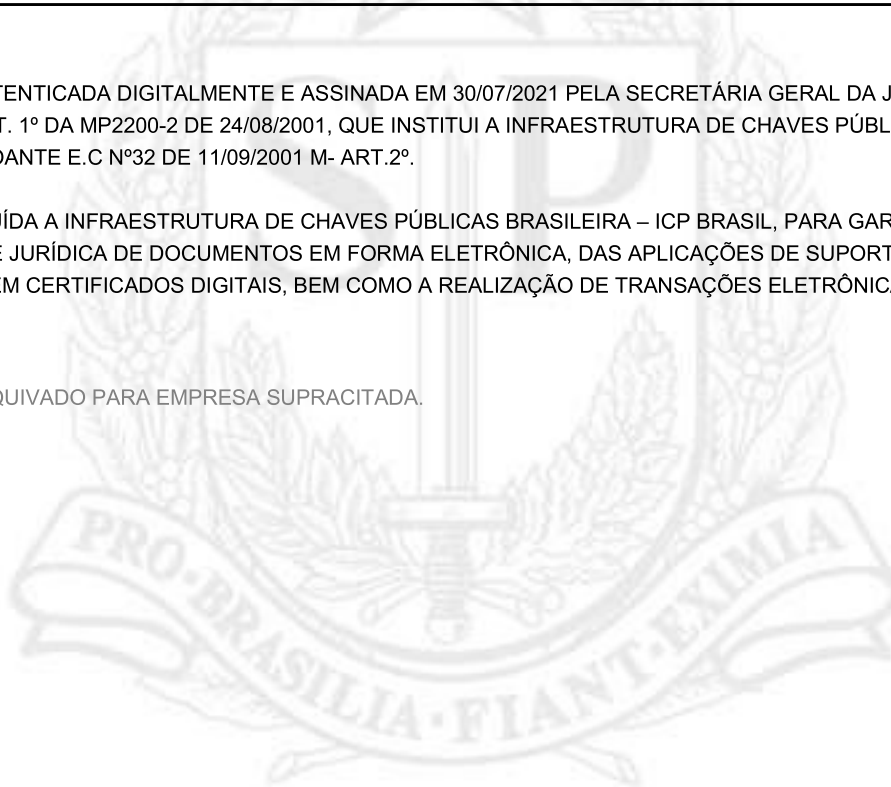 TENTICADA DIGITALMENTE E ASSINADA EM 30/07/2021 PELA SECRETÁRIA GERAL DA J
T. 1º DA MP2200-2 DE 24/08/2001, QUE INSTITUI A INFRAESTRUTURA DE CHAVES PÚBL
DANTE E.C Nº32 DE 11/09/2001 M- ART.2º.
UÍDA A INFRAESTRUTURA DE CHAVES PÚBLICAS BRASILEIRA – ICP BRASIL, PARA GAR
E JURÍDICA DE DOCUMENTOS EM FORMA ELETRÔNICA, DAS APLICAÇÕES DE SUPORT
EM CERTIFICADOS DIGITAIS, BEM COMO A REALIZAÇÃO DE TRANSAÇÕES ELETRÔNICA
QUIVADO PARA EMPRESA SUPRACITADA.
SP
PRO·BRASILIA·FIANT·EXIMIA